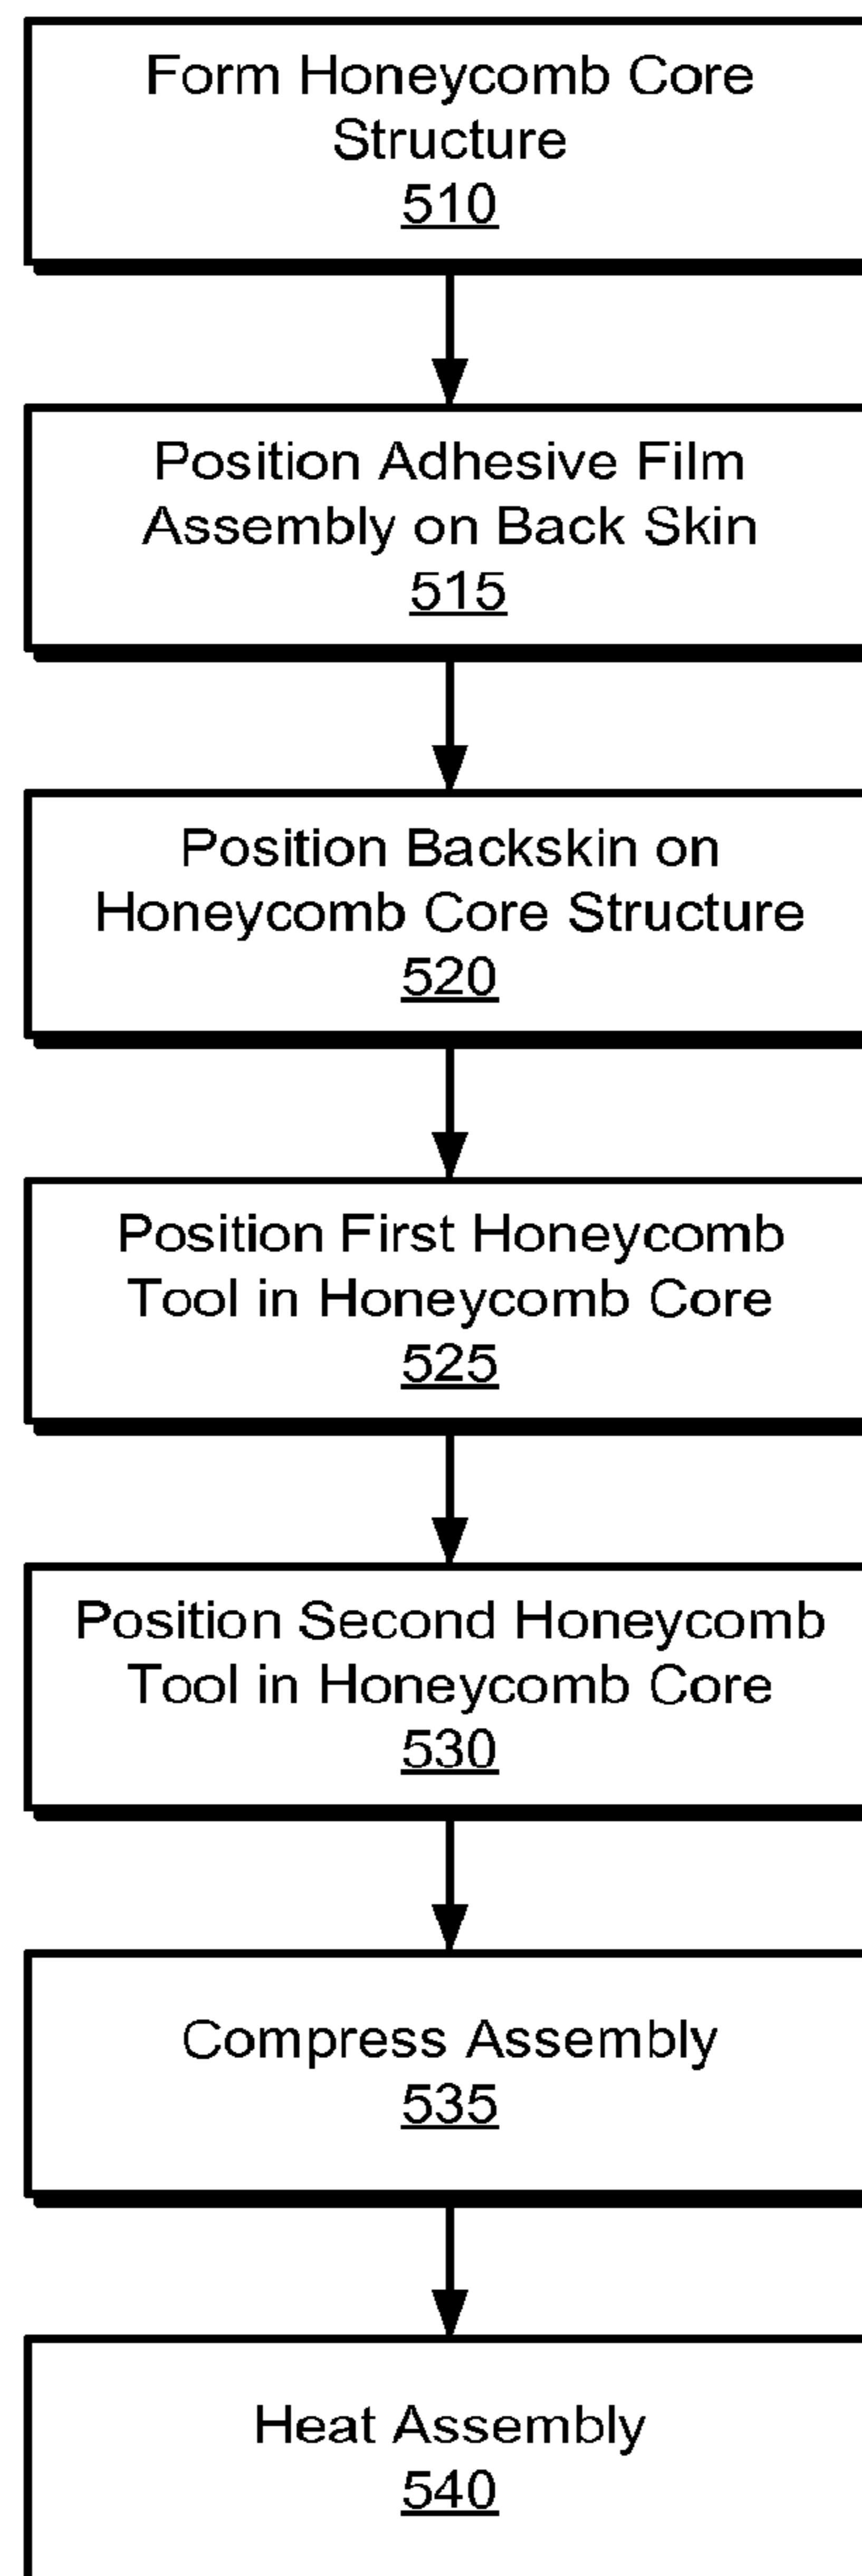 Form Honeycomb Core
Structure
510
Position Adhesive Film
Assembly on Back Skin
515
Position Backskin on
Honeycomb Core Structure
520
Position First Honeycomb
Tool in Honeycomb Core
525
Position Second Honeycomb
Tool in Honeycomb Core
530
Compress Assembly
535
Heat Assembly
540